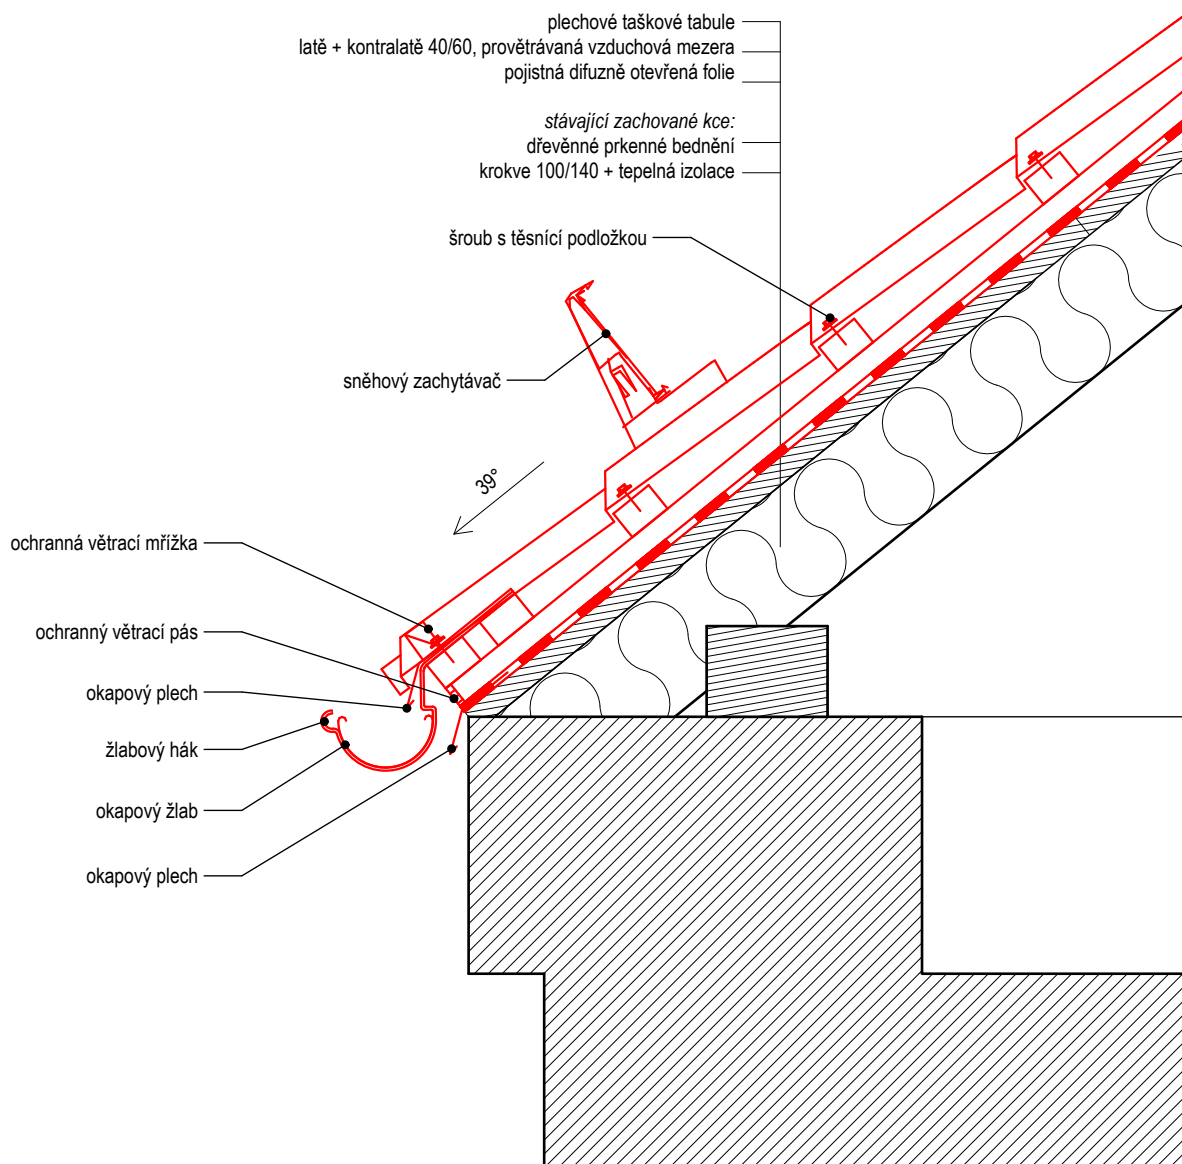 plechové taškové tabule
latě + kontralatě 40/60, provětrávaná vzduchová mezera
pojistná difuzně otevřená folie
stávající zachované kce:
dřevěnné prkenné bednění
krokve 100/140 + tepelná izolace
šroub s těsnící podložkou
sněhový zachytávač
39°
ochranná větrací mřížka
ochranný větrací pás
okapový plech
žlabový hák
okapový žlab
okapový plech